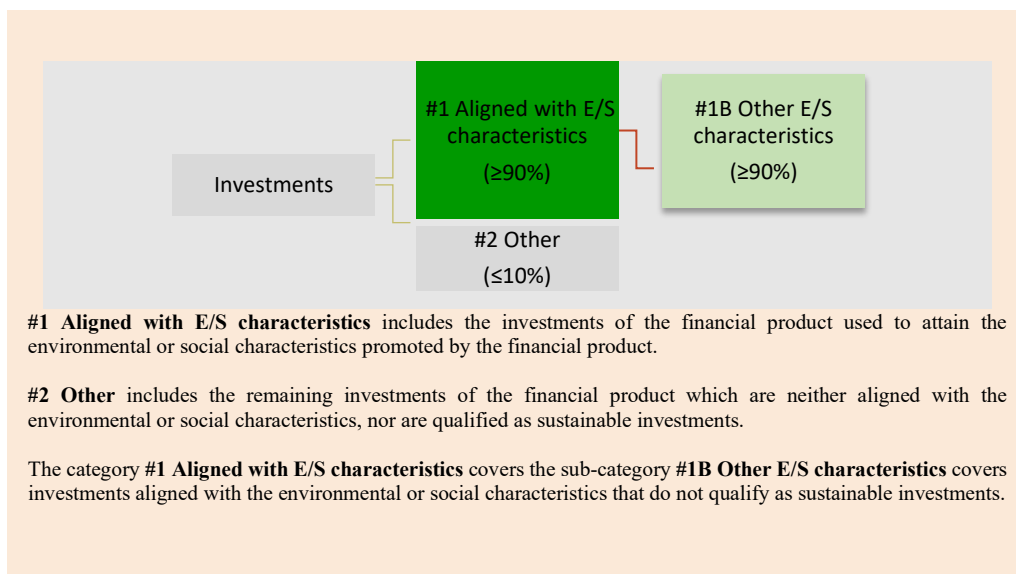 #1 Aligned with E/S
characteristics
(≥90%)
#1B Other E/S
characteristics
(≥90%)
Investments
#2 Other
(≤10%)
#1 Aligned with E/S characteristics includes the investments of the financial product used to attain the
environmental or social characteristics promoted by the financial product.
#2 Other includes the remaining investments of the financial product which are neither aligned with the
environmental or social characteristics, nor are qualified as sustainable investments.
The category #1 Aligned with E/S characteristics covers the sub-category #1B Other E/S characteristics covers
investments aligned with the environmental or social characteristics that do not qualify as sustainable investments.